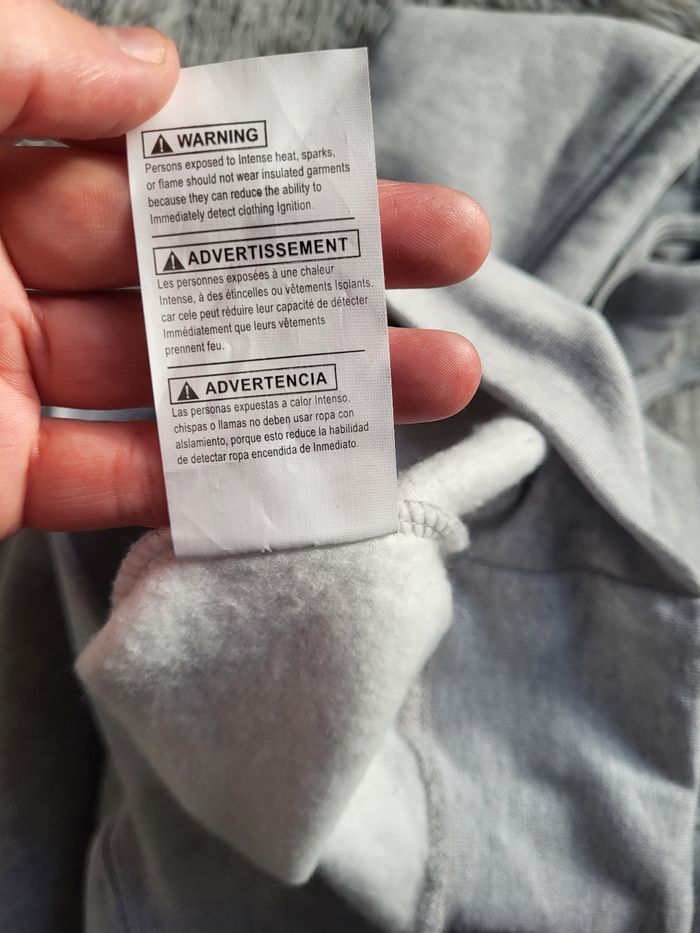 ⚠ WARNING
Persons exposed to Intense heat, sparks,
or flame should not wear insulated garments
because they can reduce the ability to
Immediately detect clothing Ignition.
⚠ ADVERTISSEMENT
Les personnes exposées à une chaleur
Intense, à des étincelles ou vêtements Isolants,
car cele peut réduire leur capacité de détecter
Immédiatement que leurs vêtements
prennent feu.
⚠ ADVERTENCIA
Las personas expuestas a calor Intenso.
chispas o llamas no deben usar ropa con
alslamiento, porque esto reduce la habilidad
de detectar ropa encendida de Inmediato.